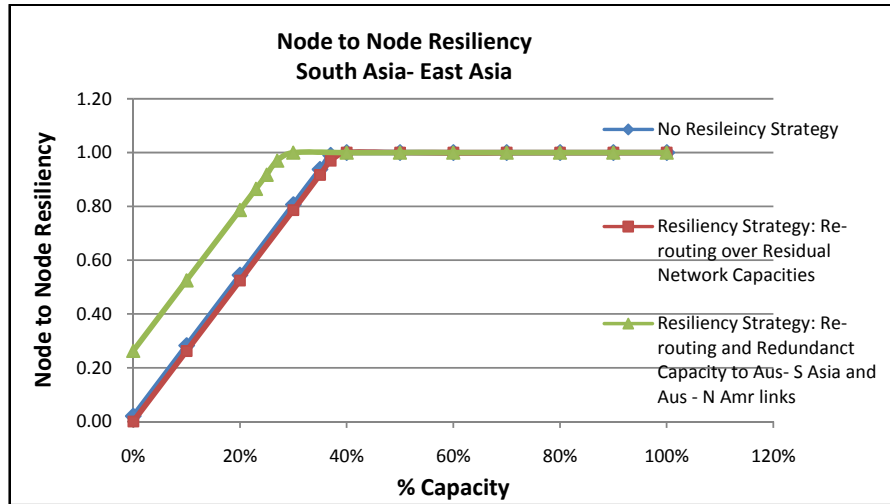 Node to Node Resiliency
South Asia- East Asia
Node to Node Resiliency
1.20
1.00
0.80
0.60
0.40
0.20
0.00
0%
20%
40%
60%
80%
100%
120%
% Capacity
No Resileincy Strategy
Resiliency Strategy: Re-
routing over Residual
Network Capacities
Resiliency Strategy: Re-
routing and Redundanct
Capacity to Aus- S Asia and
Aus - N Amr links